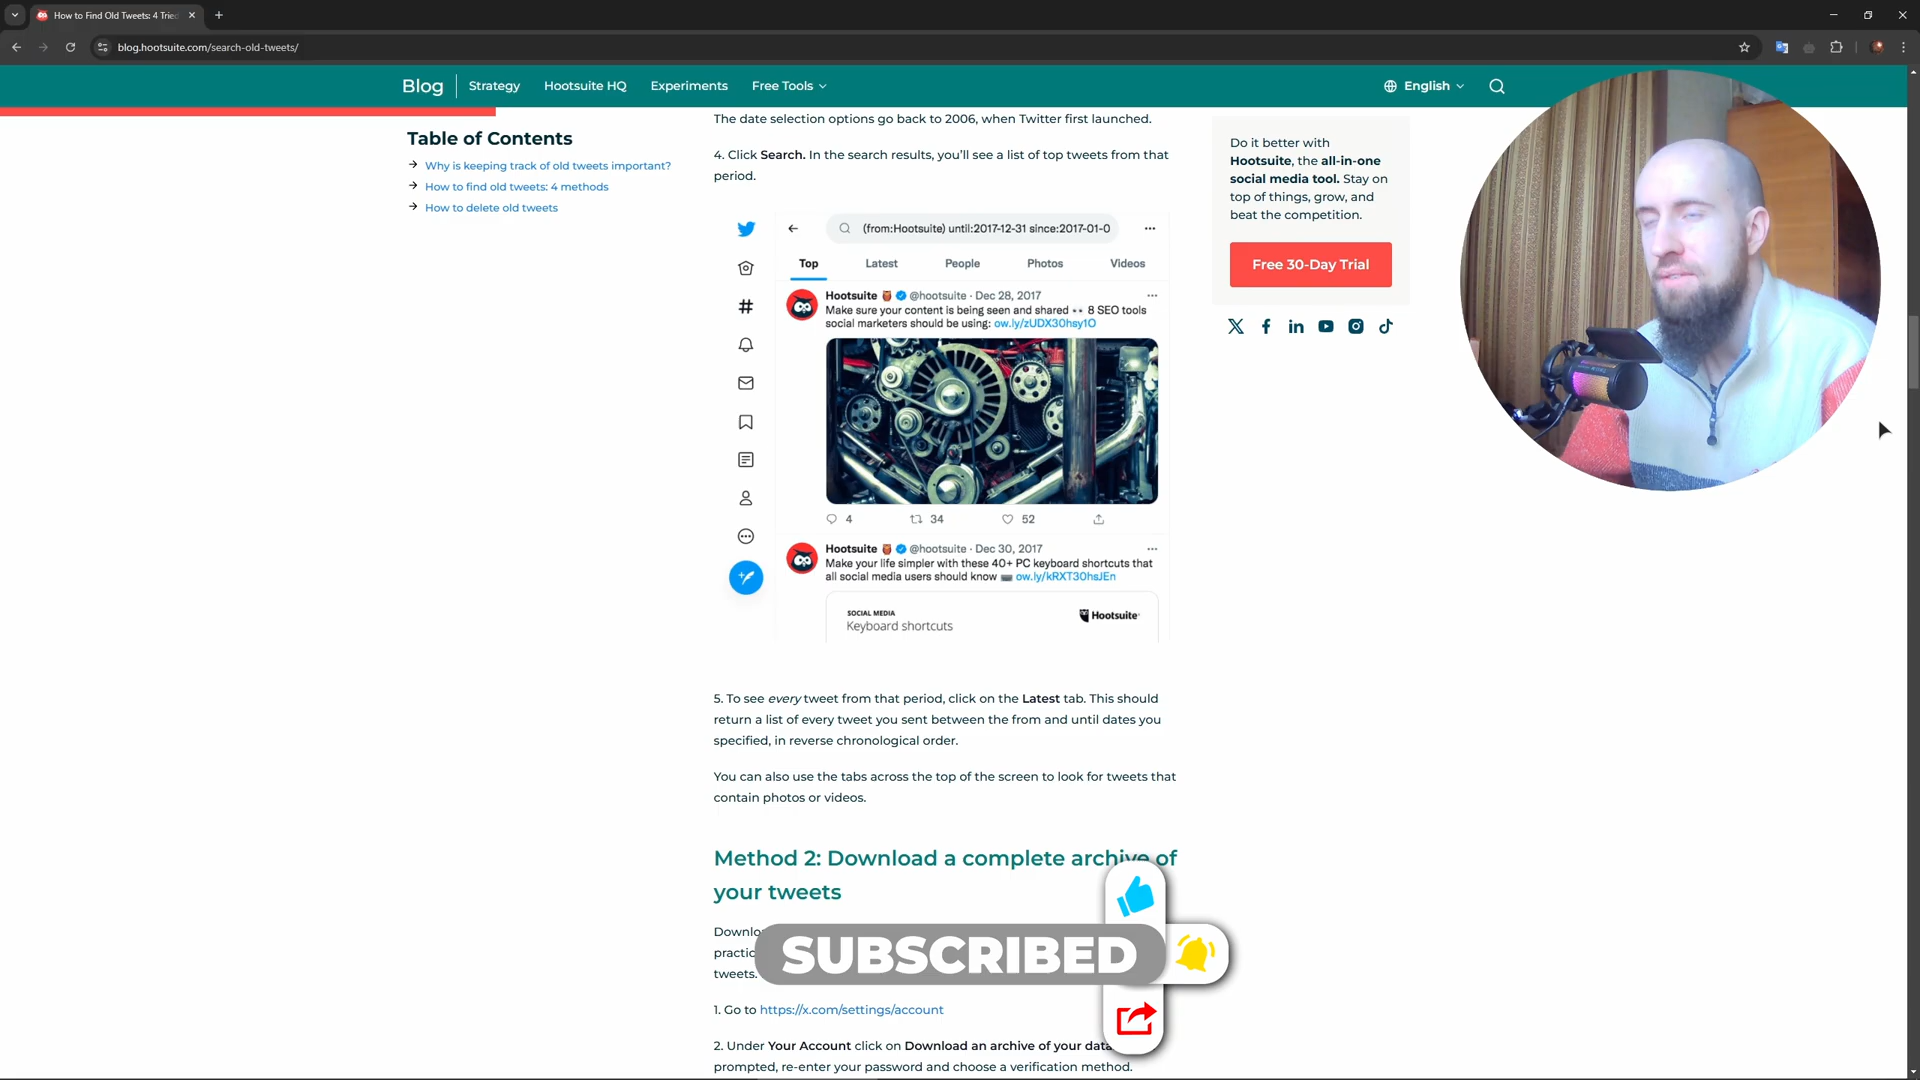 How to Find Old Tweets: 4 Tried
blog.hootsuite.com/search-old-tweets/
Blog
Strategy
Hootsuite HQ
Experiments
Free Tools
English
Table of Contents
Why is keeping track of old tweets important?
How to find old tweets: 4 methods
How to delete old tweets
The date selection options go back to 2006, when Twitter first launched.
4. Click Search. In the search results, you'll see a list of top tweets from that
period.
(from:Hootsuite) until:2017-12-31 since:2017-01-0
Top
Latest
People
Photos
Videos
Hootsuite @hootsuite · Dec 28, 2017
Make sure your content is being seen and shared 👀 8 SEO tools
social marketers should be using: ow.ly/zUDX30hsy1O
4
34
52
Hootsuite @hootsuite · Dec 30, 2017
Make your life simpler with these 40+ PC keyboard shortcuts that
all social media users should know ow.ly/kRXT30hsJEn
SOCIAL MEDIA
Keyboard shortcuts
Hootsuite
5. To see every tweet from that period, click on the Latest tab. This should
return a list of every tweet you sent between the from and until dates you
specified, in reverse chronological order.
You can also use the tabs across the top of the screen to look for tweets that
contain photos or videos.
Method 2: Download a complete archive of
your tweets
tweets.
1. Go to https://x.com/settings/account
2. Under Your Account click on Download an archive of your data
prompted, re-enter your password and choose a verification method.
Do it better with
Hootsuite, the all-in-one
social media tool. Stay on
top of things, grow, and
beat the competition.
Free 30-Day Trial
SUBSCRIBED